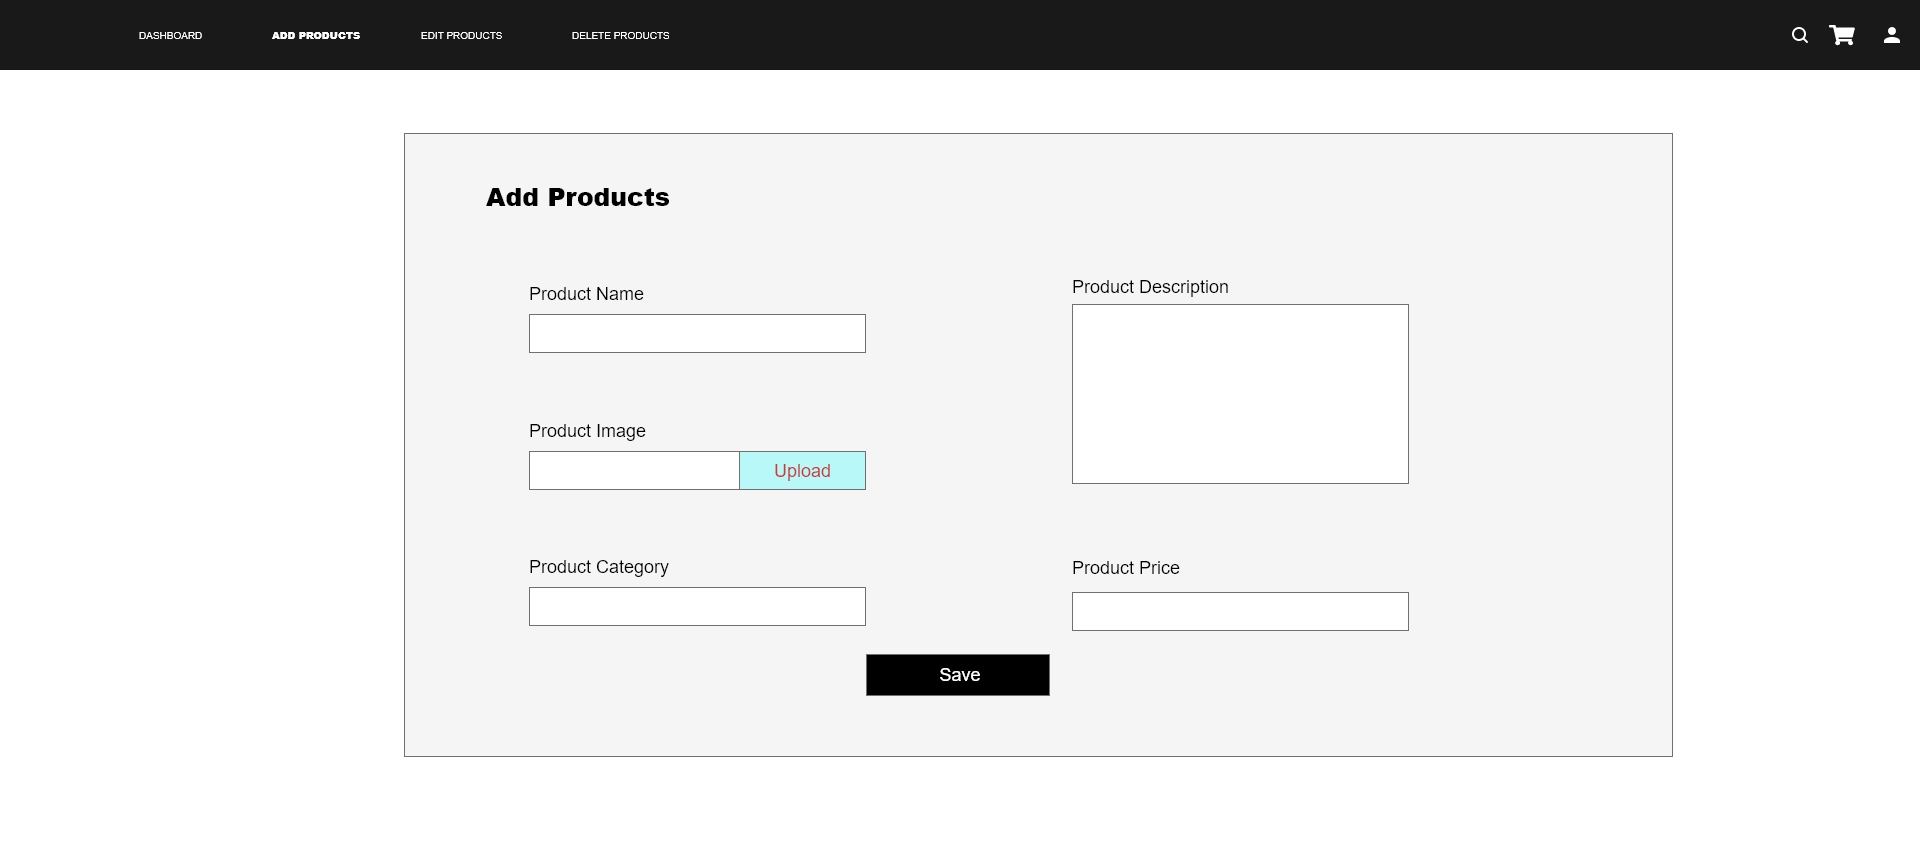 DASHBOARD
ADD PRODUCTS
EDIT PRODUCTS
DELETE PRODUCTS
Add Products
Product Name
Product Description
Product Image
Upload
Product Category
Product Price
Save